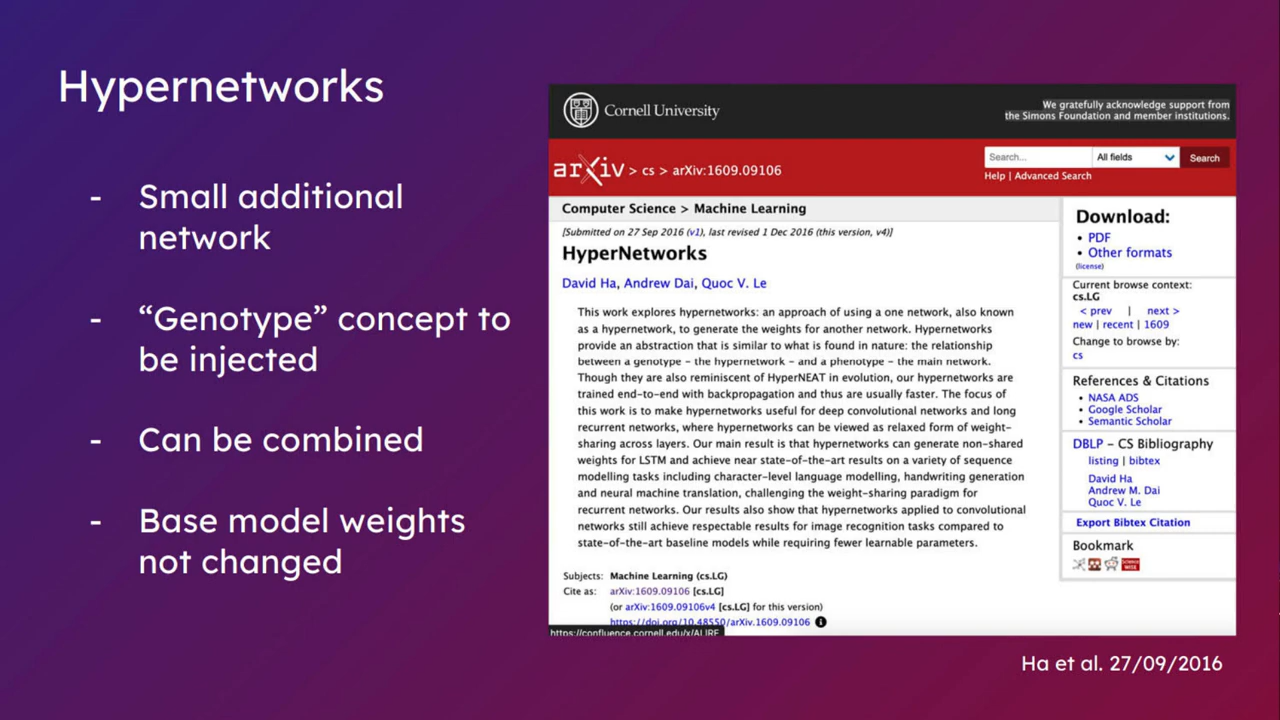 Hypernetworks
- Small additional
network
- “Genotype” concept to
be injected
- Can be combined
- Base model weights
not changed
Cornell University
We gratefully acknowledge support from
the Simons Foundation and member institutions.
arXiv > cs > arXiv:1609.09106
Search...
All fields
Search
Help | Advanced Search
Computer Science > Machine Learning
[Submitted on 27 Sep 2016 (v1), last revised 1 Dec 2016 (this version, v4)]
HyperNetworks
David Ha, Andrew Dai, Quoc V. Le
This work explores hypernetworks: an approach of using a one network, also known
as a hypernetwork, to generate the weights for another network. Hypernetworks
provide an abstraction that is similar to what is found in nature: the relationship
between a genotype – the hypernetwork – and a phenotype – the main network.
Though they are also reminiscent of HyperNEAT in evolution, our hypernetworks are
trained end-to-end with backpropagation and thus are usually faster. The focus of
this work is to make hypernetworks useful for deep convolutional networks and long
recurrent networks, where hypernetworks can be viewed as relaxed form of weight-
sharing across layers. Our main result is that hypernetworks can generate non-shared
weights for LSTM and achieve near state-of-the-art results on a variety of sequence
modelling tasks including character-level language modelling, handwriting generation
and neural machine translation, challenging the weight-sharing paradigm for
recurrent networks. Our results also show that hypernetworks applied to convolutional
networks still achieve respectable results for image recognition tasks compared to
state-of-the-art baseline models while requiring fewer learnable parameters.
Subjects: Machine Learning (cs.LG)
Cite as: arXiv:1609.09106 [cs.LG]
(or arXiv:1609.09106v4 [cs.LG] for this version)
https://doi.org/10.48550/arXiv.1609.09106
Download:
• PDF
• Other formats
(license)
Current browse context:
cs.LG
< prev | next >
new | recent | 1609
Change to browse by:
cs
References & Citations
• NASA ADS
• Google Scholar
• Semantic Scholar
DBLP – CS Bibliography
listing | bibtex
David Ha
Andrew M. Dai
Quoc V. Le
Export Bibtex Citation
Bookmark
https://confluence.cornell.edu/x/ALlRF
Ha et al. 27/09/2016